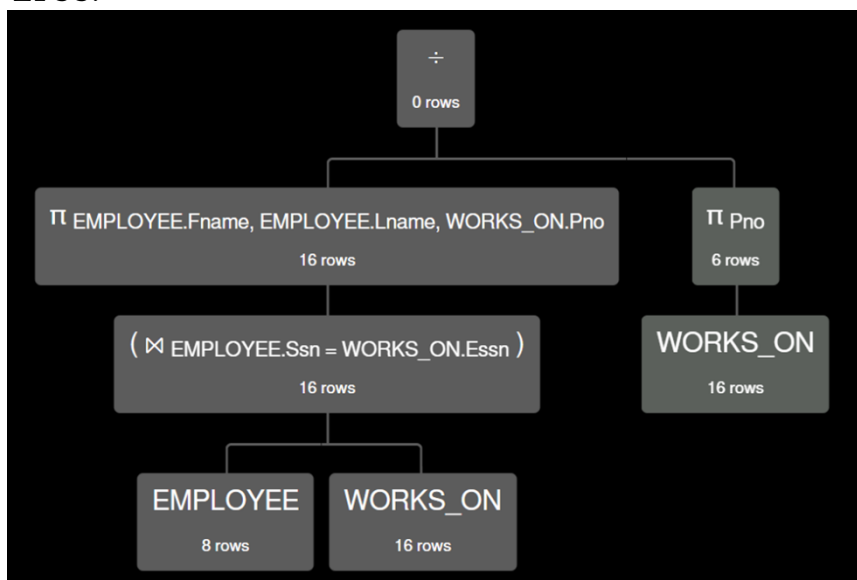 ÷
0 rows
π EMPLOYEE.Fname, EMPLOYEE.Lname, WORKS_ON.Pno
16 rows
π Pno
6 rows
( ⋈ EMPLOYEE.Ssn = WORKS_ON.Essn )
16 rows
WORKS_ON
16 rows
EMPLOYEE
8 rows
WORKS_ON
16 rows